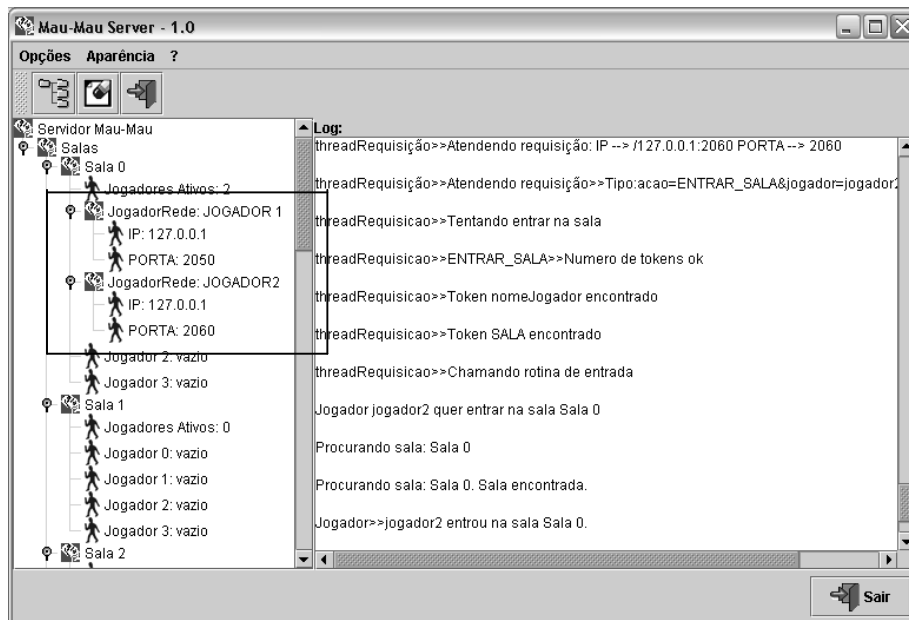 Mau-Mau Server - 1.0
Opções Aparência ?
Servidor Mau-Mau
Salas
Sala 0
Jogadores Ativos: 2
JogadorRede: JOGADOR 1
IP: 127.0.0.1
PORTA: 2050
JogadorRede: JOGADOR2
IP: 127.0.0.1
PORTA: 2060
Jogador 2: vazio
Jogador 3: vazio
Sala 1
Jogadores Ativos: 0
Jogador 0: vazio
Jogador 1: vazio
Jogador 2: vazio
Jogador 3: vazio
Sala 2
Log:
threadRequisição>>Atendendo requisição: IP --> /127.0.0.1:2060 PORTA --> 2060
threadRequisição>>Atendendo requisição>>Tipo:acao=ENTRAR_SALA&jogador=jogador2
threadRequisicao>>Tentando entrar na sala
threadRequisicao>>ENTRAR_SALA>>Numero de tokens ok
threadRequisicao>>Token nomeJogador encontrado
threadRequisicao>>Token SALA encontrado
threadRequisicao>>Chamando rotina de entrada
Jogador jogador2 quer entrar na sala Sala 0
Procurando sala: Sala 0
Procurando sala: Sala 0. Sala encontrada.
Jogador>>jogador2 entrou na sala Sala 0.
Sair